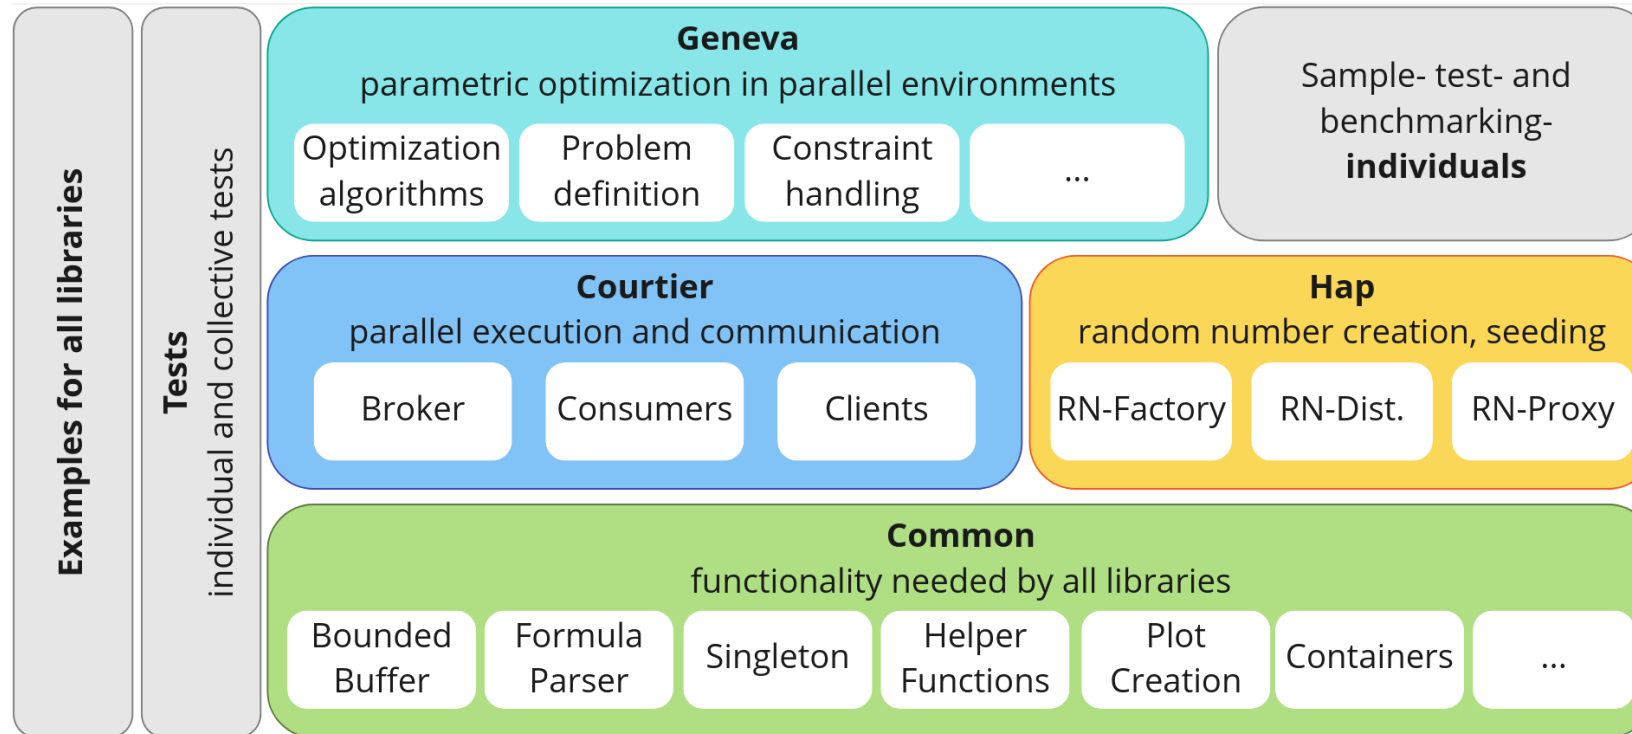 Examples for all libraries
Tests
individual and collective tests
Geneva
parametric optimization in parallel environments
Optimization
algorithms
Problem
definition
Constraint
handling
...
Sample- test- and
benchmarking-
individuals
Courtier
parallel execution and communication
Broker
Consumers
Clients
Hap
random number creation, seeding
RN-Factory
RN-Dist.
RN-Proxy
Common
functionality needed by all libraries
Bounded
Buffer
Formula
Parser
Singleton
Helper
Functions
Plot
Creation
Containers
...